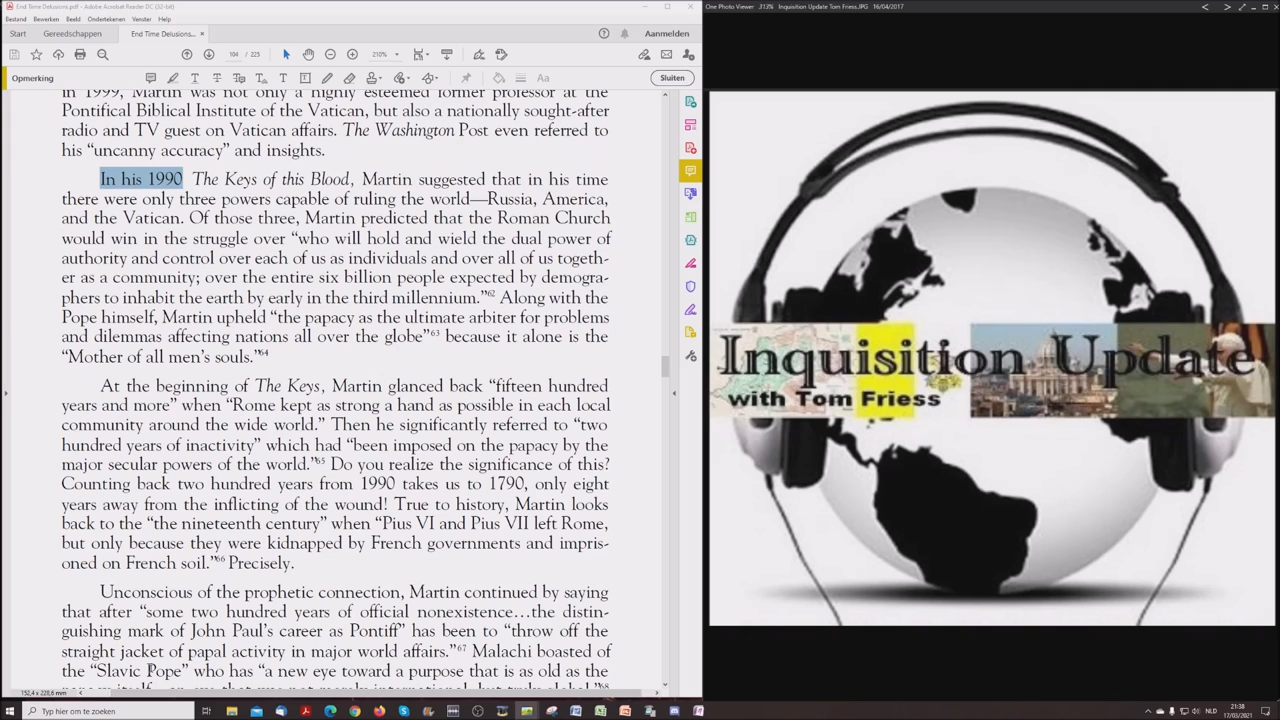 End Time Delusions.pdf - Adobe Acrobat Reader DC (32-bit)
Bestand Bewerken Beeld Ondertekenen Venster Help
Start Gereedschappen End Time Delusions... × Aanmelden
104 / 223 210%
Opmerking Sluiten
in 1999, Martin was not only a highly esteemed former professor at the
Pontifical Biblical Institute of the Vatican, but also a nationally sought-after
radio and TV guest on Vatican affairs. The Washington Post even referred to
his “uncanny accuracy” and insights.
In his 1990 The Keys of this Blood, Martin suggested that in his time
there were only three powers capable of ruling the world—Russia, America,
and the Vatican. Of those three, Martin predicted that the Roman Church
would win in the struggle over “who will hold and wield the dual power of
authority and control over each of us as individuals and over all of us togeth-
er as a community; over the entire six billion people expected by demogra-
phers to inhabit the earth by early in the third millennium.”62 Along with the
Pope himself, Martin upheld “the papacy as the ultimate arbiter for problems
and dilemmas affecting nations all over the globe”63 because it alone is the
“Mother of all men’s souls.”64
At the beginning of The Keys, Martin glanced back “fifteen hundred
years and more” when “Rome kept as strong a hand as possible in each local
community around the wide world.” Then he significantly referred to “two
hundred years of inactivity” which had “been imposed on the papacy by the
major secular powers of the world.”65 Do you realize the significance of this?
Counting back two hundred years from 1990 takes us to 1790, only eight
years away from the inflicting of the wound! True to history, Martin looks
back to the “the nineteenth century” when “Pius VI and Pius VII left Rome,
but only because they were kidnapped by French governments and impris-
oned on French soil.”66 Precisely.
Unconscious of the prophetic connection, Martin continued by saying
that after “some two hundred years of official nonexistence…the distin-
guishing mark of John Paul’s career as Pontiff” has been to “throw off the
straight jacket of papal activity in major world affairs.”67 Malachi boasted of
the “Slavic Pope” who has “a new eye toward a purpose that is as old as the
152,4 x 228,6 mm
One Photo Viewer 313% Inquisition Update Tom Friess.JPG 16/04/2017
Inquisition Update
with Tom Friess
Typ hier om te zoeken
NLD
21:38
17/03/2021